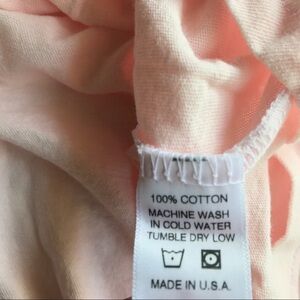 100% COTTON
MACHINE WASH
IN COLD WATER
TUMBLE DRY LOW
MADE IN U.S.A.